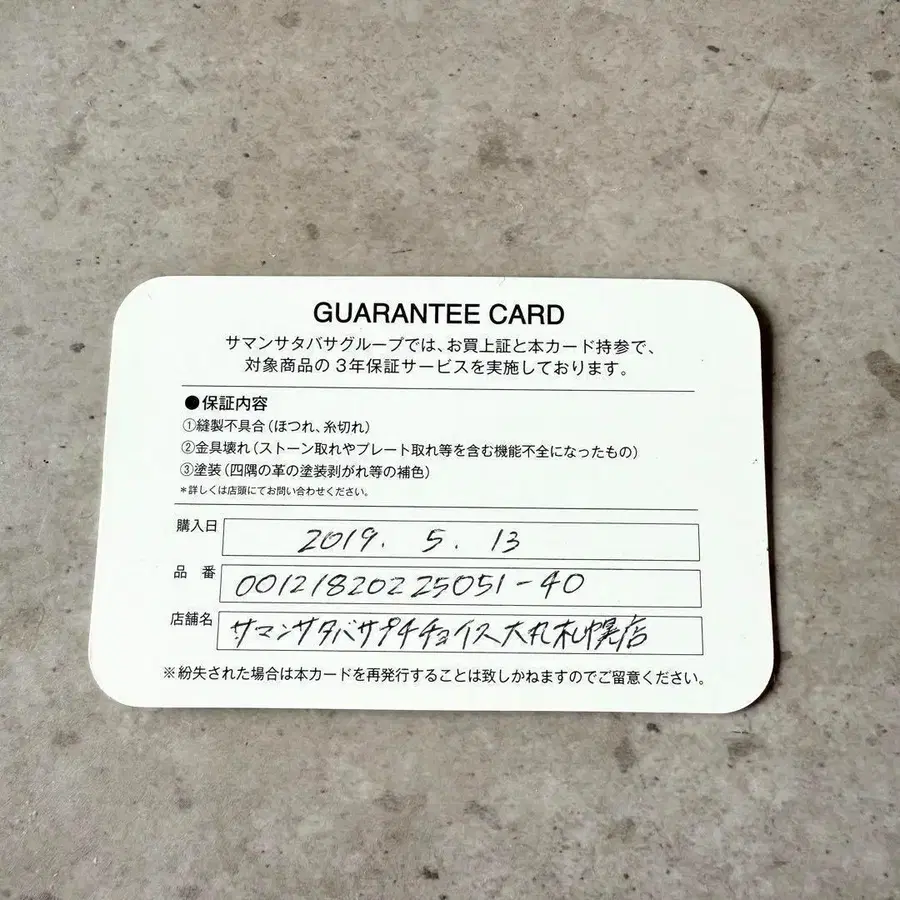 GUARANTEE CARD
サマンサタバサグループでは、お買上証と本カード持参で、
対象商品の3年保証サービスを実施しております。
●保証内容
①縫製不具合(ほつれ、糸切れ)
②金具壊れ(ストーン取れやプレート取れ等を含む機能不全になったもの)
③塗装(四隅の革の塗装剥がれ等の補色)
*詳しくは店頭にてお問い合わせください。
購入日 2019. 5. 13
品番 00121820225051-40
店舗名 サマンサタバサプチチョイス大丸札幌店
※紛失された場合は本カードを再発行することは致しかねますのでご留意ください。